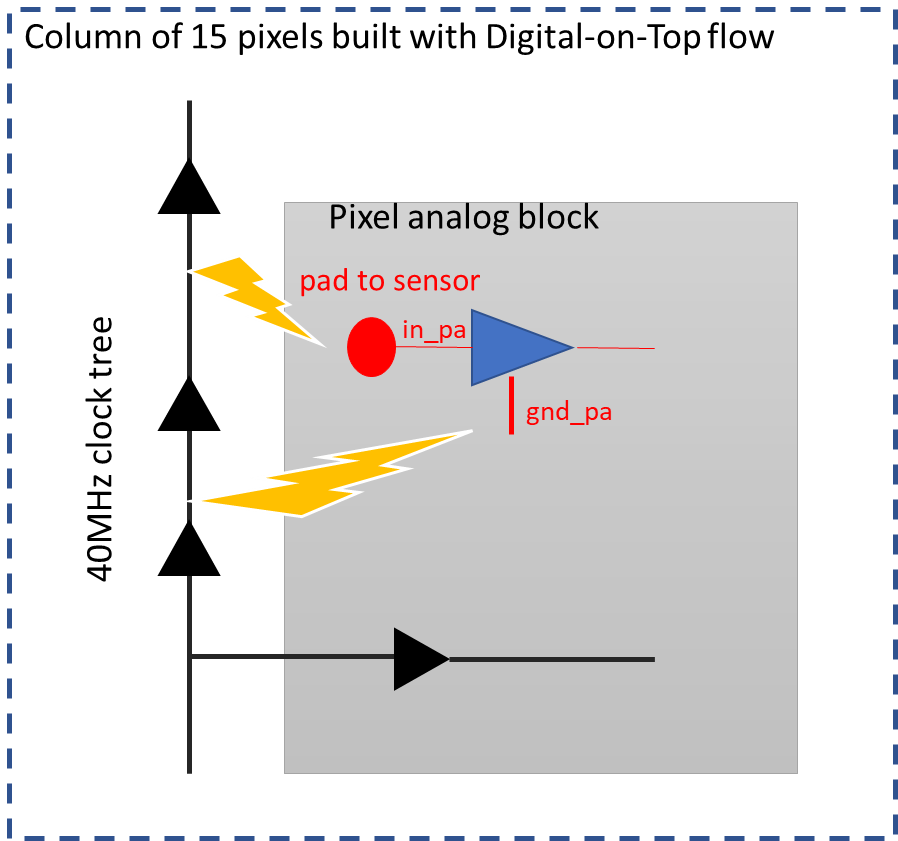 Column of 15 pixels built with Digital-on-Top flow
Pixel analog block
pad to sensor
in_pa
gnd_pa
40MHz clock tree